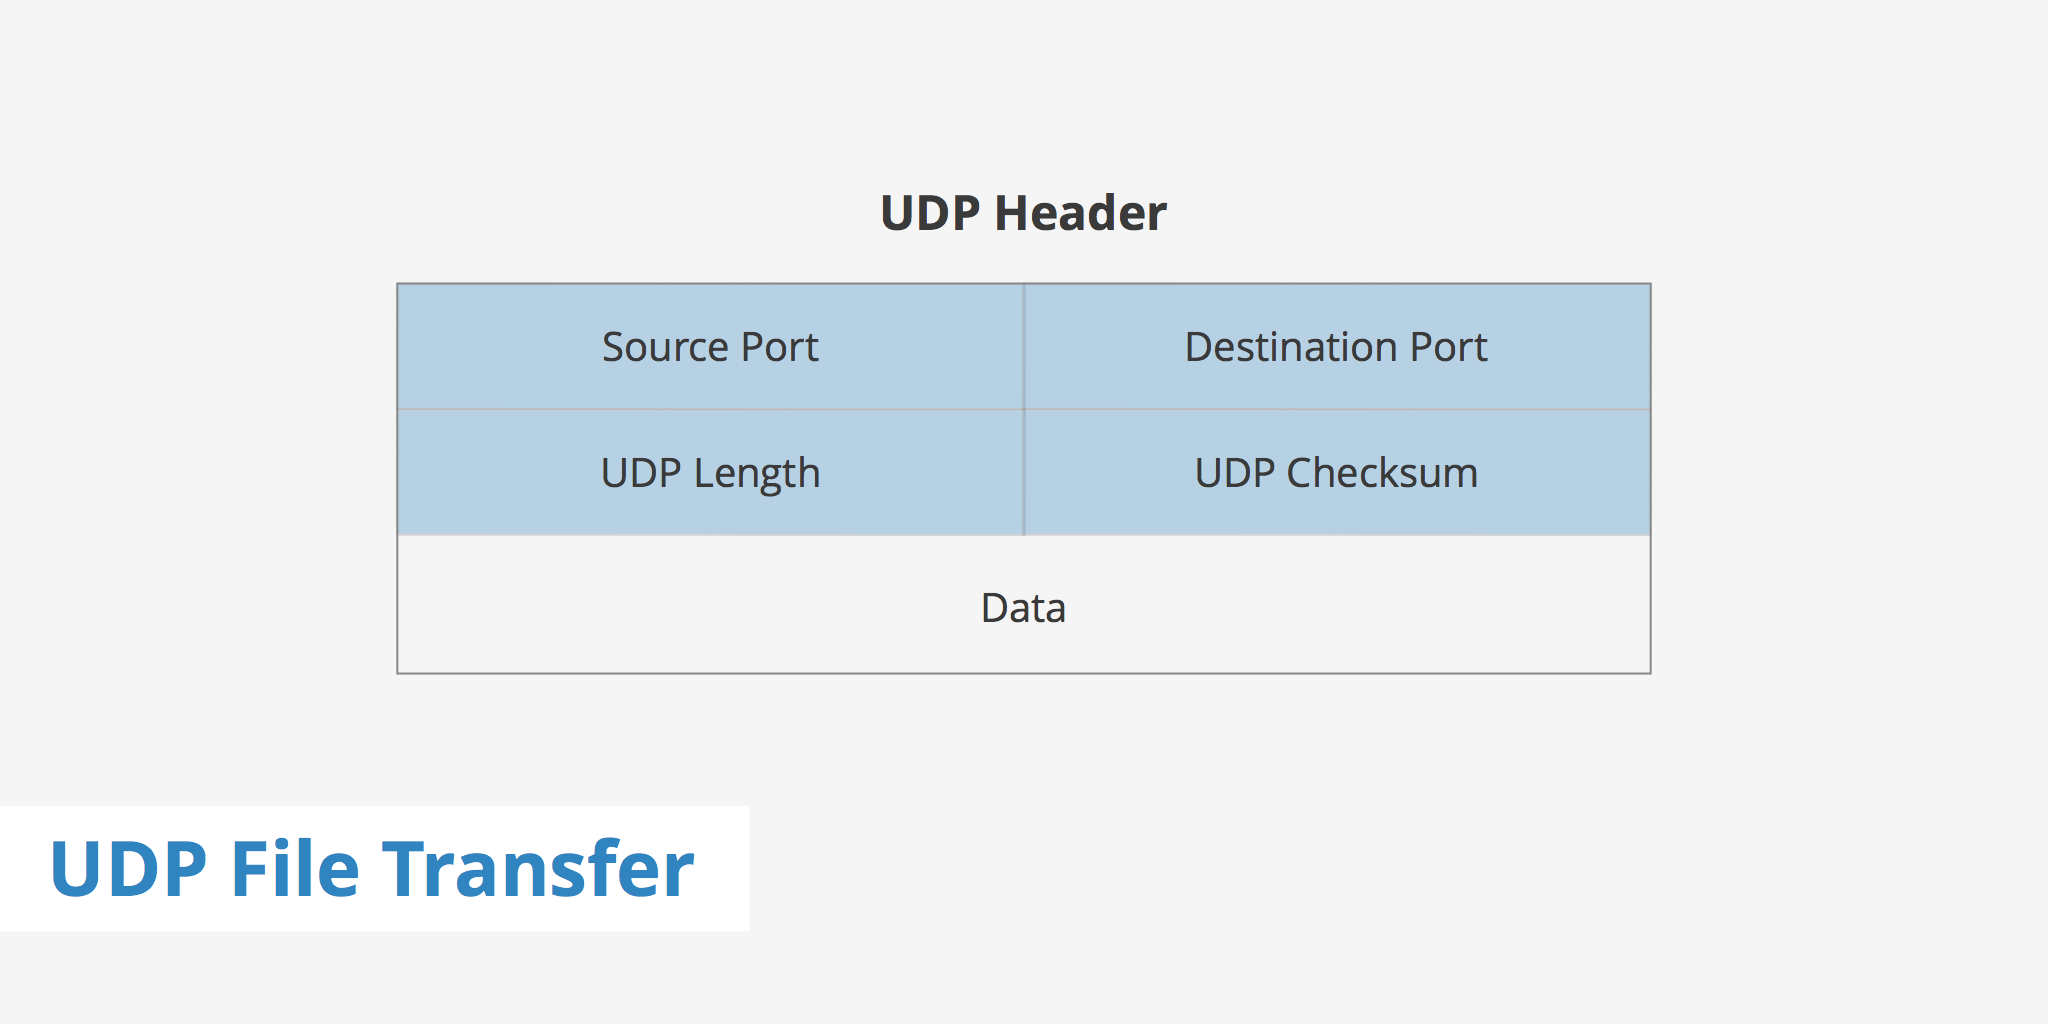 UDP Header
Source Port
Destination Port
UDP Length
UDP Checksum
Data
UDP File Transfer